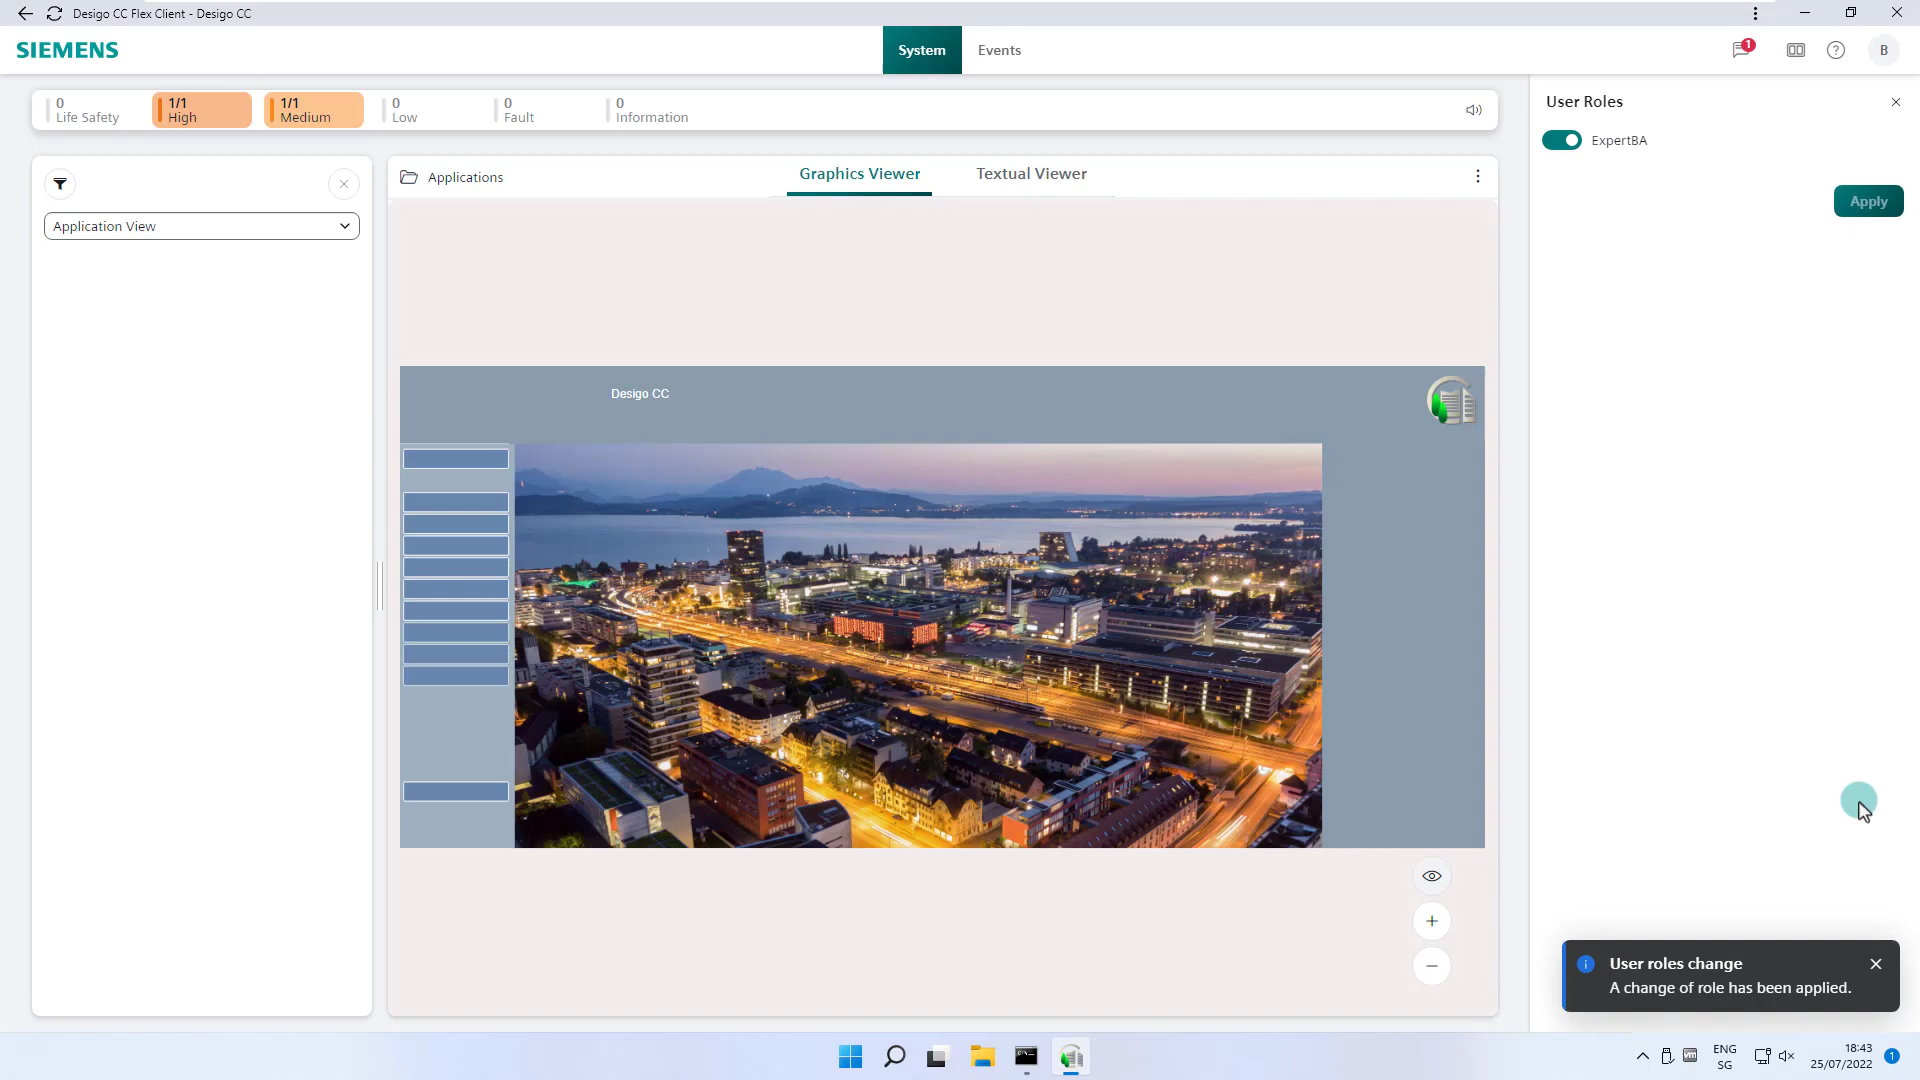 Desigo CC Flex Client - Desigo CC
SIEMENS
System
Events
1
B
0
Life Safety
1/1
High
1/1
Medium
0
Low
0
Fault
0
Information
User Roles
ExpertBA
Apply
Applications
Graphics Viewer
Textual Viewer
Application View
Desigo CC
User roles change
A change of role has been applied.
ENG
SG
18:43
25/07/2022
1